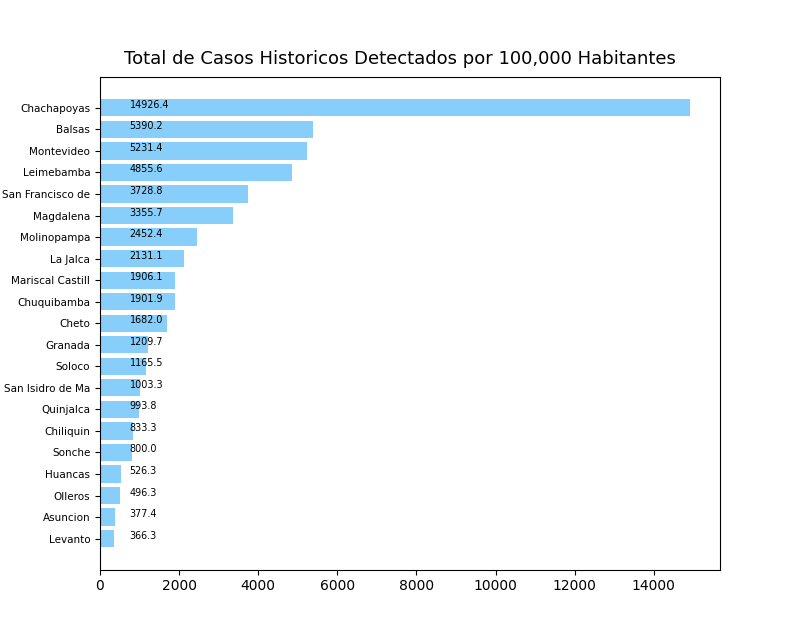 Total de Casos Historicos Detectados por 100,000 Habitantes
Chachapoyas 14926.4
Balsas 5390.2
Montevideo 5231.4
Leimebamba 4855.6
San Francisco de 3728.8
Magdalena 3355.7
Molinopampa 2452.4
La Jalca 2131.1
Mariscal Castill 1906.1
Chuquibamba 1901.9
Cheto 1682.0
Granada 1209.7
Soloco 1165.5
San Isidro de Ma 1003.3
Quinjalca 993.8
Chiliquin 833.3
Sonche 800.0
Huancas 526.3
Olleros 496.3
Asuncion 377.4
Levanto 366.3
0 2000 4000 6000 8000 10000 12000 14000